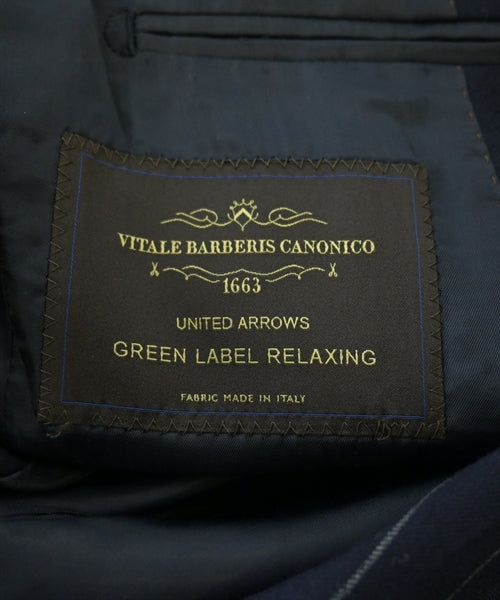 VITALE BARBERIS CANONICO
1663
UNITED ARROWS
GREEN LABEL RELAXING
FABRIC MADE IN ITALY